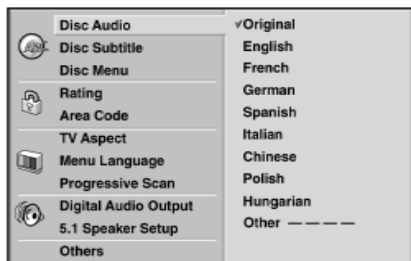 Disc Audio
Disc Subtitle
Disc Menu
Rating
Area Code
TV Aspect
Menu Language
Progressive Scan
Digital Audio Output
5.1 Speaker Setup
Others
✓Original
English
French
German
Spanish
Italian
Chinese
Polish
Hungarian
Other — — — —